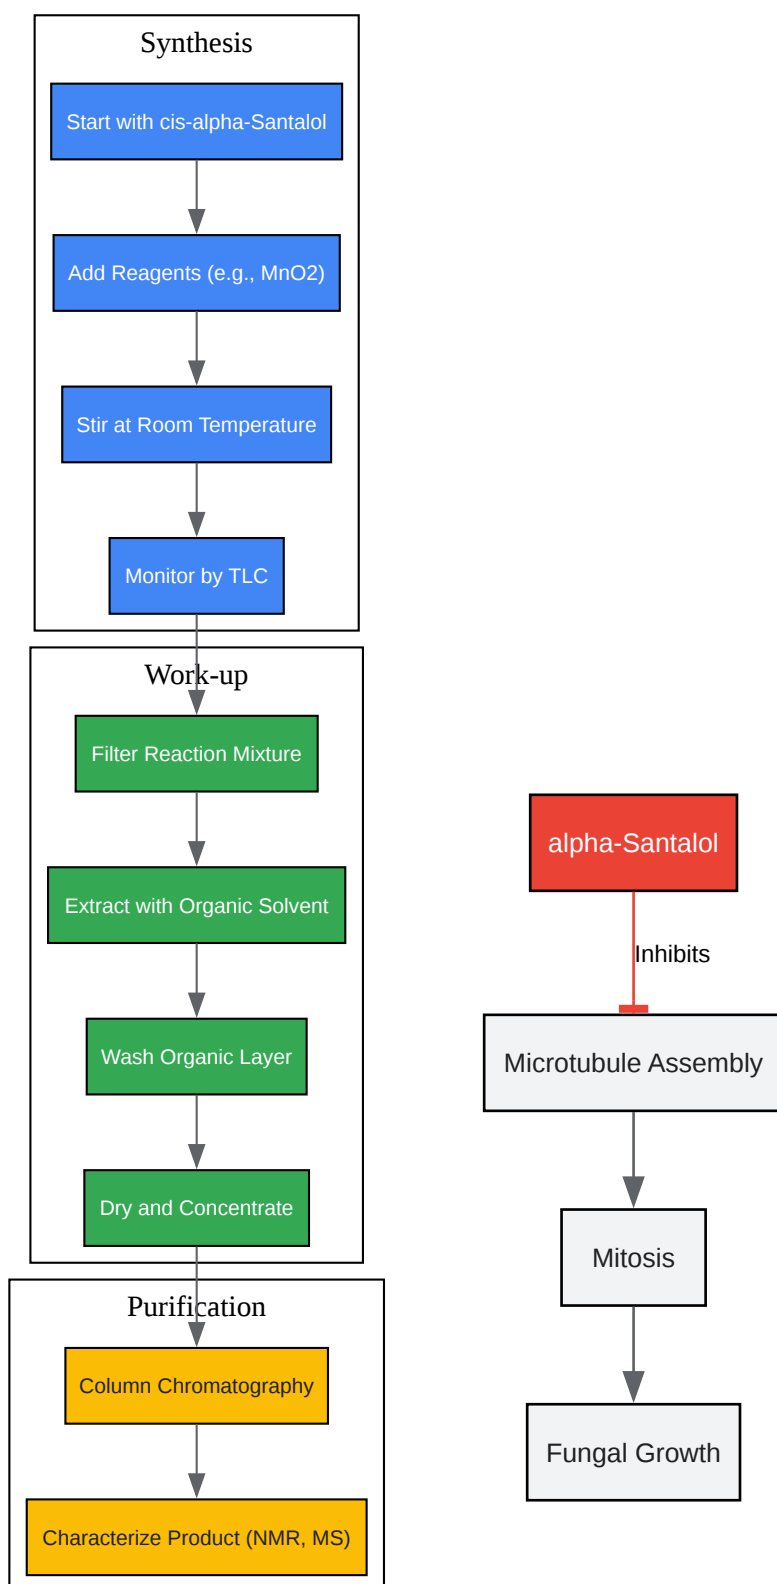 Synthesis
Start with cis-alpha-Santalol
Add Reagents (e.g., MnO2)
Stir at Room Temperature
Monitor by TLC
Work-up
Filter Reaction Mixture
Extract with Organic Solvent
Wash Organic Layer
Dry and Concentrate
Purification
Column Chromatography
Characterize Product (NMR, MS)
alpha-Santalol
Inhibits
Microtubule Assembly
Mitosis
Fungal Growth